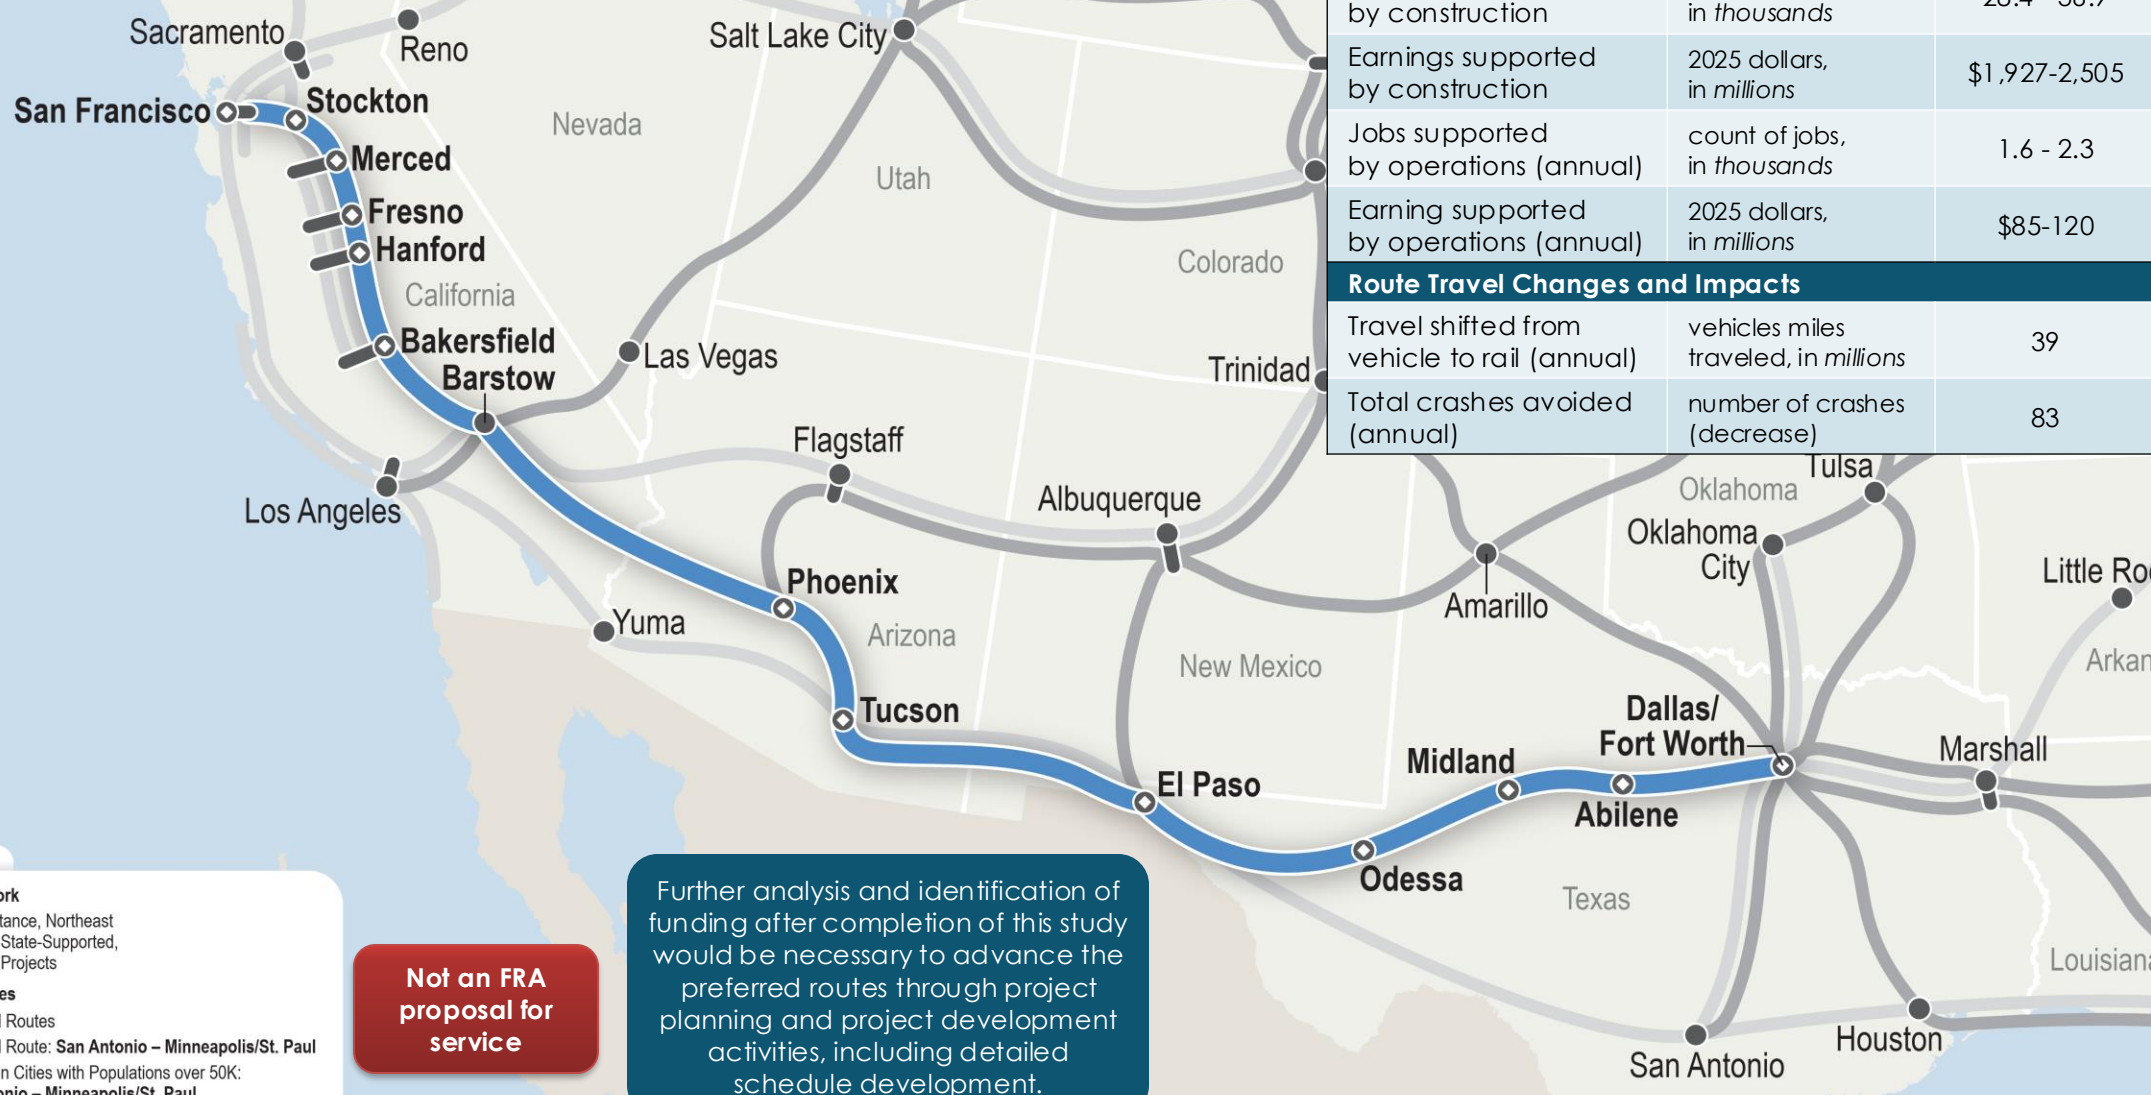 by construction
in thousands
Earnings supported
by construction
2025 dollars,
in millions
$1,927-2,505
Jobs supported
by operations (annual)
count of jobs,
in thousands
1.6 - 2.3
Earning supported
by operations (annual)
2025 dollars,
in millions
$85-120
Route Travel Changes and Impacts
Travel shifted from
vehicle to rail (annual)
vehicles miles
traveled, in millions
39
Total crashes avoided
(annual)
number of crashes
(decrease)
83
Sacramento
Reno
Salt Lake City
San Francisco
Stockton
Nevada
Merced
Utah
Fresno
Hanford
Colorado
California
Bakersfield
Barstow
Las Vegas
Trinidad
Flagstaff
Tulsa
Oklahoma
Los Angeles
Albuquerque
Oklahoma
City
Little
Phoenix
Amarillo
Yuma
Arizona
New Mexico
Tucson
Dallas/
Fort Worth
Marshall
Midland
El Paso
Abilene
Odessa
Texas
Louisiana
Houston
San Antonio
Northeast
State-Supported,
Projects
Routes
Route: San Antonio – Minneapolis/St. Paul
Cities with Populations over 50K:
– Minneapolis/St. Paul
Not an FRA
proposal for
service
Further analysis and identification of
funding after completion of this study
would be necessary to advance the
preferred routes through project
planning and project development
activities, including detailed
schedule development.